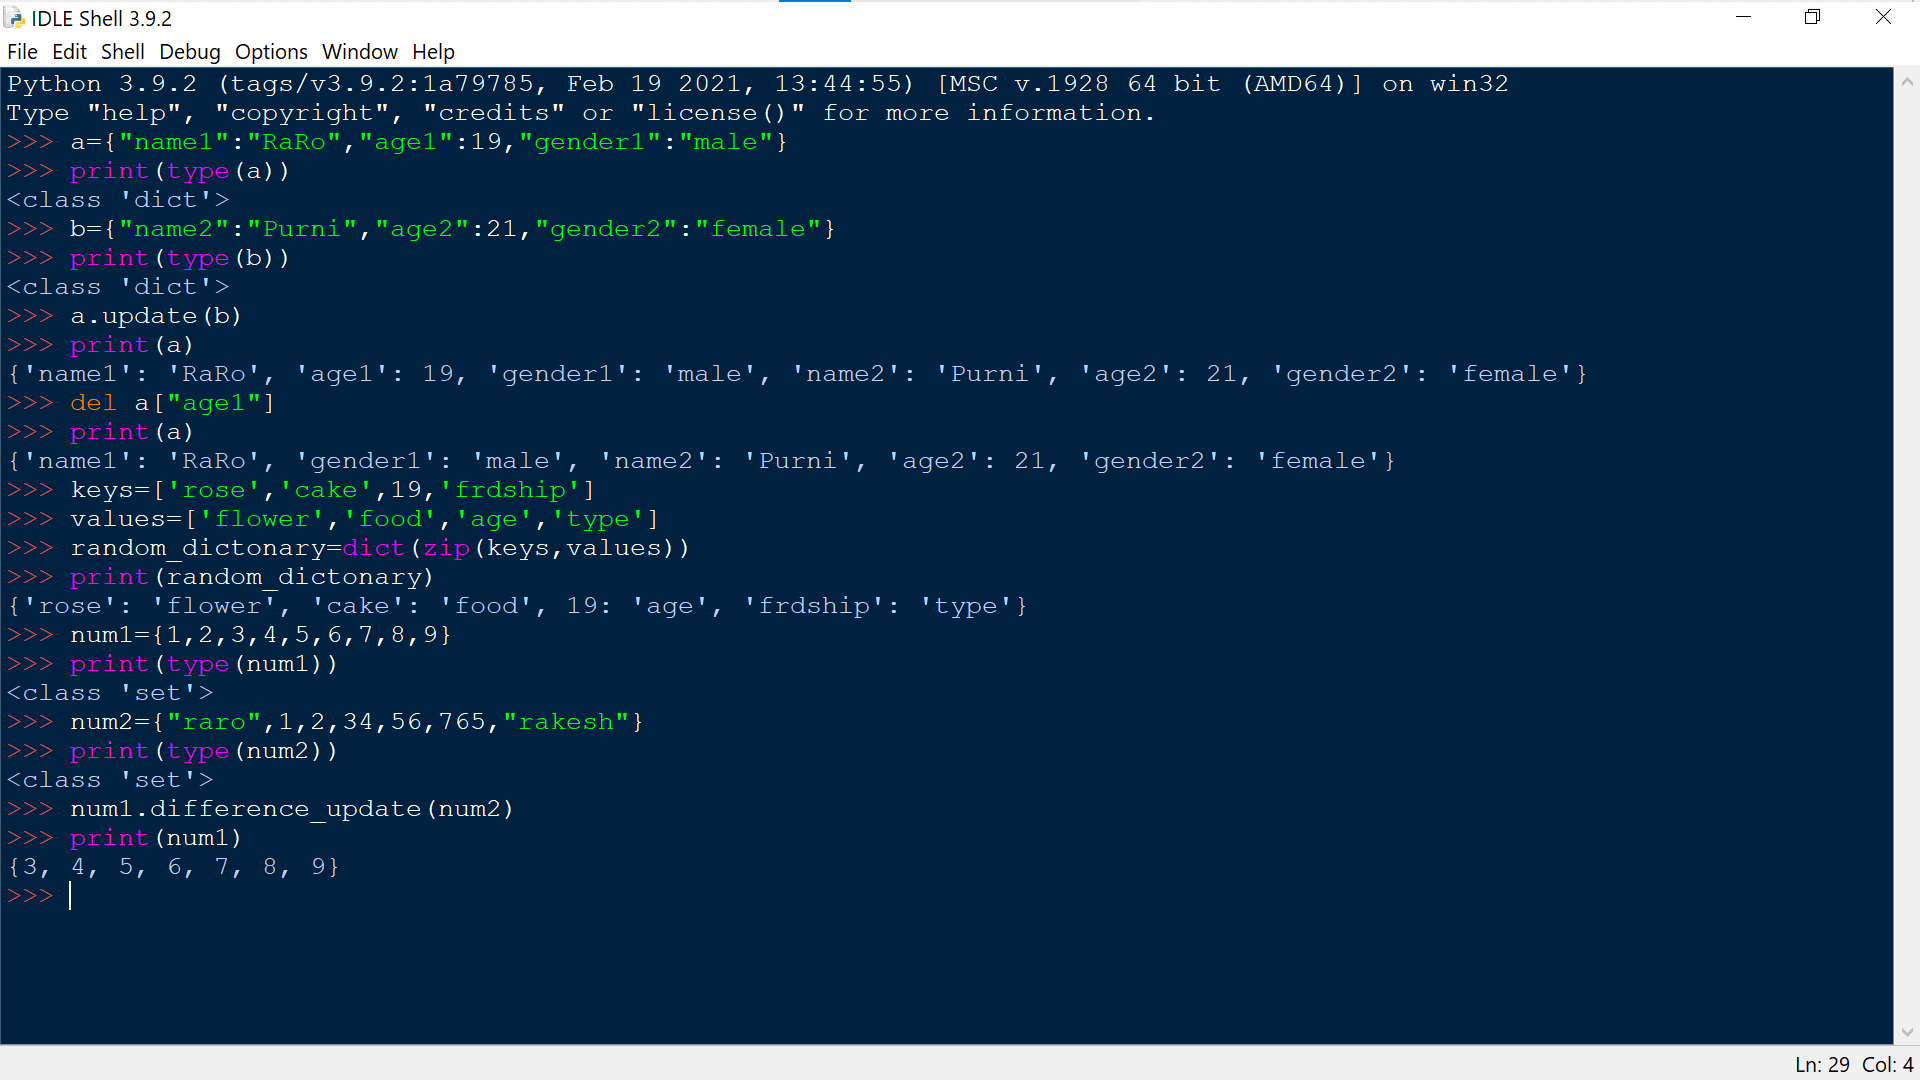 IDLE Shell 3.9.2
File Edit Shell Debug Options Window Help
Python 3.9.2 (tags/v3.9.2:1a79785, Feb 19 2021, 13:44:55) [MSC v.1928 64 bit (AMD64)] on win32
Type "help", "copyright", "credits" or "license()" for more information.
>>> a={"name1":"RaRo","age1":19,"gender1":"male"}
>>> print(type(a))
<class 'dict'>
>>> b={"name2":"Purni","age2":21,"gender2":"female"}
>>> print(type(b))
<class 'dict'>
>>> a.update(b)
>>> print(a)
{'name1': 'RaRo', 'age1': 19, 'gender1': 'male', 'name2': 'Purni', 'age2': 21, 'gender2': 'female'}
>>> del a["age1"]
>>> print(a)
{'name1': 'RaRo', 'gender1': 'male', 'name2': 'Purni', 'age2': 21, 'gender2': 'female'}
>>> keys=['rose','cake',19,'frdship']
>>> values=['flower','food','age','type']
>>> random_dictonary=dict(zip(keys,values))
>>> print(random_dictonary)
{'rose': 'flower', 'cake': 'food', 19: 'age', 'frdship': 'type'}
>>> num1={1,2,3,4,5,6,7,8,9}
>>> print(type(num1))
<class 'set'>
>>> num2={"raro",1,2,34,56,765,"rakesh"}
>>> print(type(num2))
<class 'set'>
>>> num1.difference_update(num2)
>>> print(num1)
{3, 4, 5, 6, 7, 8, 9}
>>>
Ln: 29 Col: 4